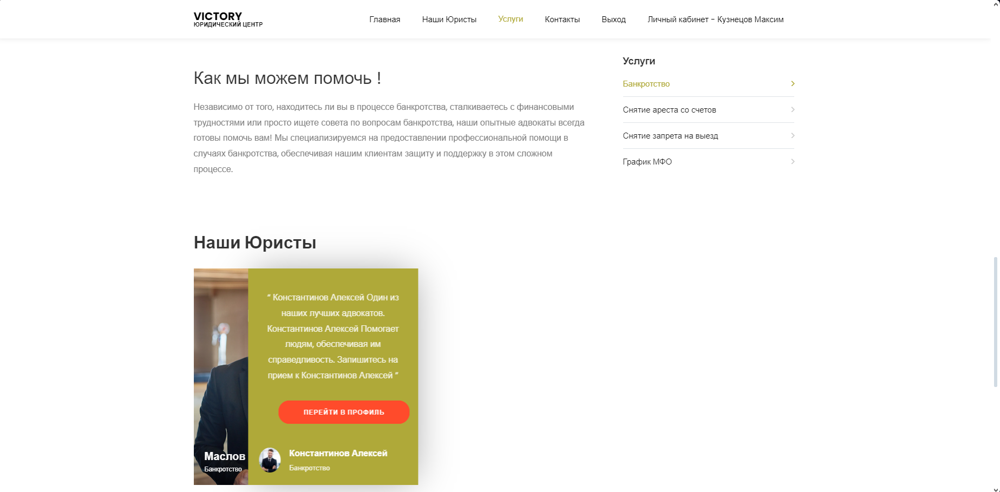 VICTORY
ЮРИДИЧЕСКИЙ ЦЕНТР
Главная
Наши Юристы
Услуги
Контакты
Выход
Личный кабинет - Кузнецов Максим
Как мы можем помочь !
Независимо от того, находитесь ли вы в процессе банкротства, сталкиваетесь с финансовыми
трудностями или просто ищете совета по вопросам банкротства, наши опытные адвокаты всегда
готовы помочь вам! Мы специализируемся на предоставлении профессиональной помощи в
случаях банкротства, обеспечивая нашим клиентам защиту и поддержку в этом сложном
процессе.
Услуги
Банкротство
Снятие ареста со счетов
Снятие запрета на выезд
График МФО
Наши Юристы
Маслов
Банкротство
“ Константинов Алексей Один из
наших лучших адвокатов.
Константинов Алексей Помогает
людям, обеспечивая им
справедливость. Запишитесь на
прием к Константинов Алексей ”
ПЕРЕЙТИ В ПРОФИЛЬ
Константинов Алексей
Банкротство